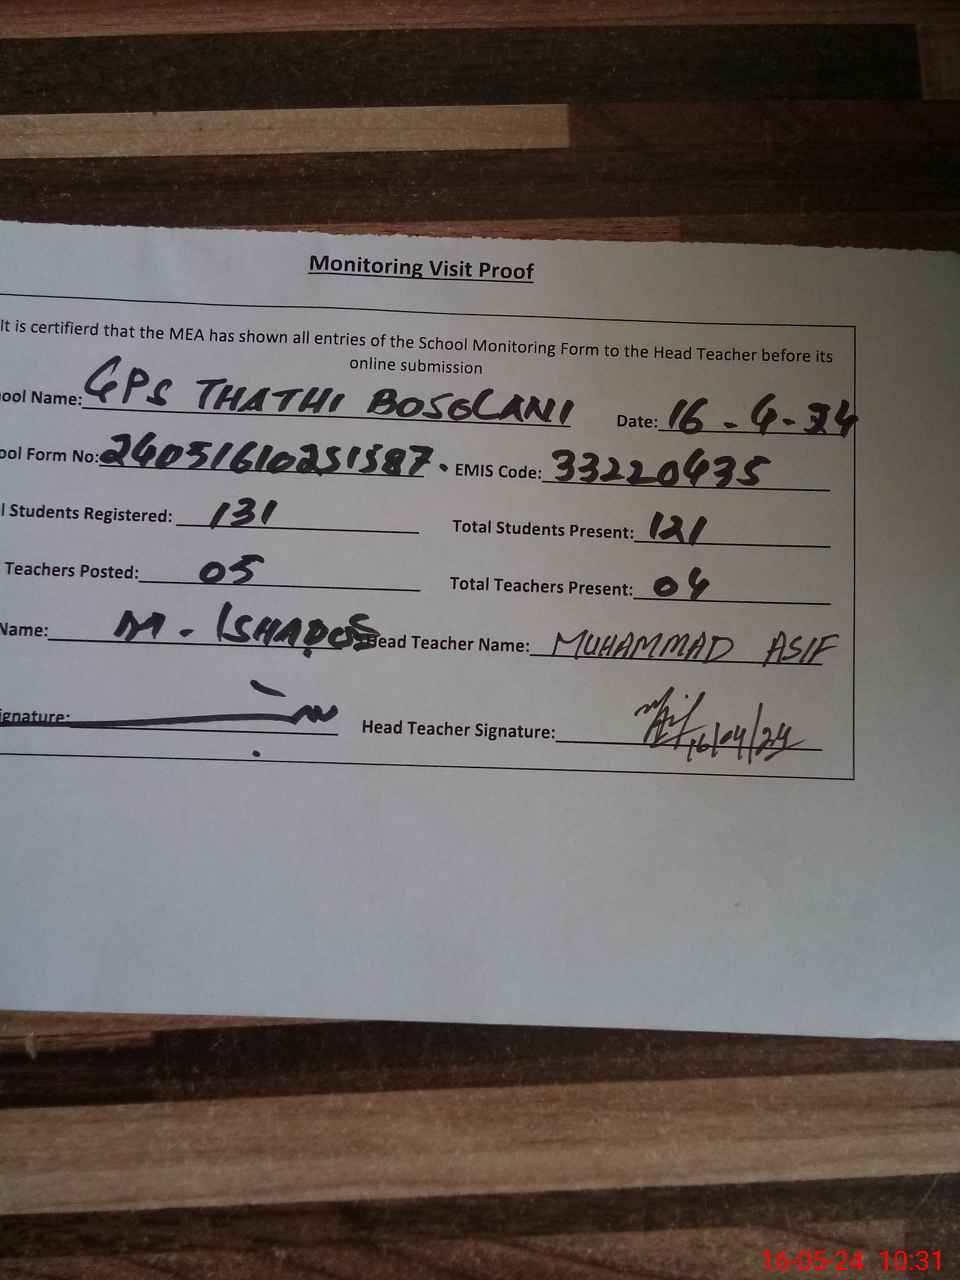 Monitoring Visit Proof
It is certifierd that the MEA has shown all entries of the School Monitoring Form to the Head Teacher before its
online submission
ool Name: GPS THATHI BOSGLANI Date: 16-4-24
ool Form No: 24051610251587. EMIS Code: 33220435
l Students Registered: 131 Total Students Present: 121
Teachers Posted: 05 Total Teachers Present: 04
Name: M. Head Teacher Name: MUHAMMAD ASIF
ignature: Head Teacher Signature: 16/04/24
16-05-24 10:31